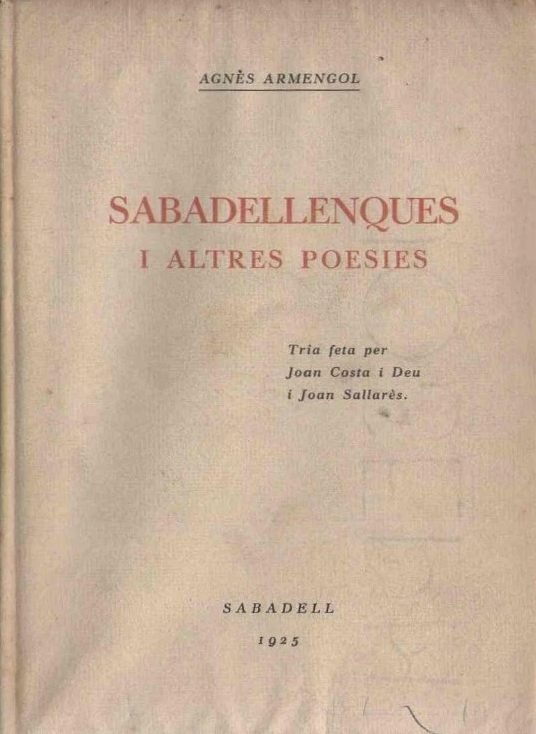 AGNÈS ARMENGOL
SABADELLENQUES
I ALTRES POESIES
Tria feta per
Joan Costa i Deu
i Joan Sallarès.
SABADELL
1925